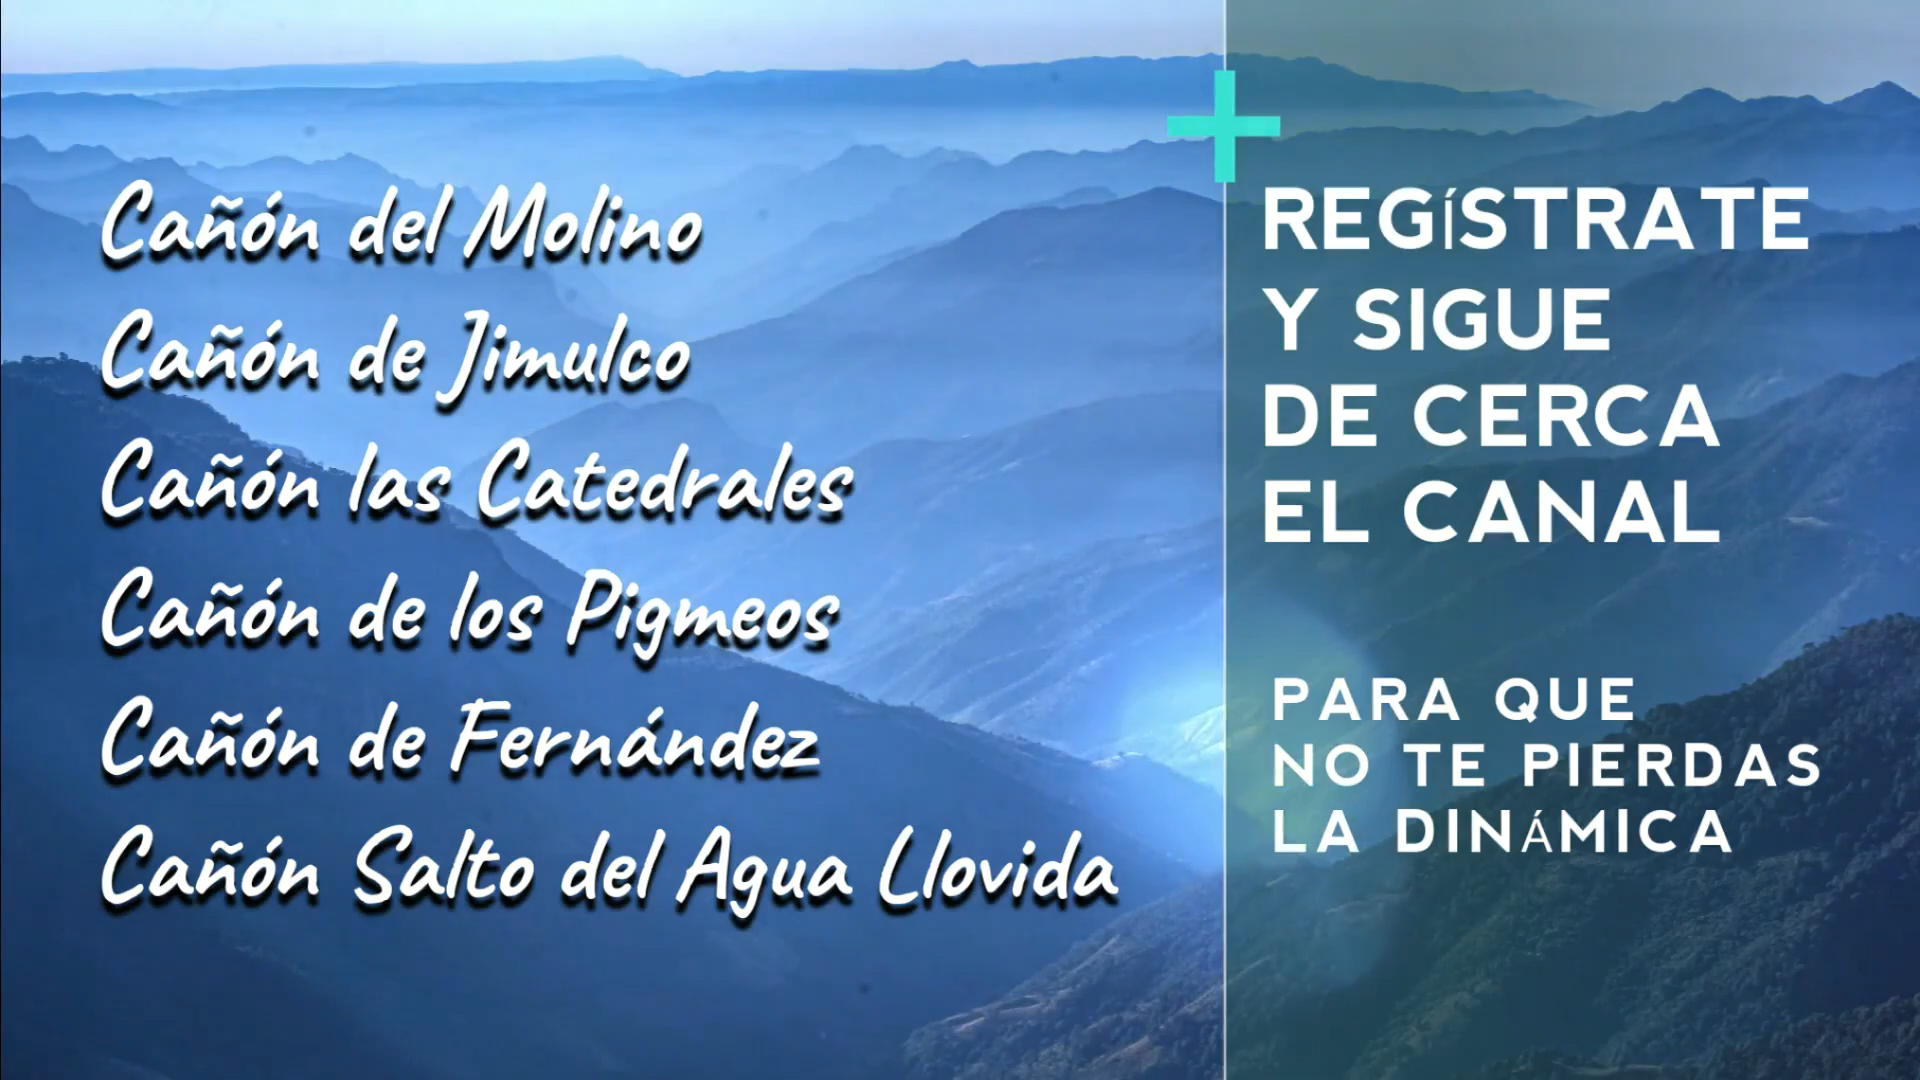 Cañón del Molino
Cañón de Jimulco
Cañón las Catedrales
Cañón de los Pigmeos
Cañón de Fernández
Cañón Salto del Agua Llovida
REGÍSTRATE
Y SIGUE
DE CERCA
EL CANAL
PARA QUE
NO TE PIERDAS
LA DINÁMICA